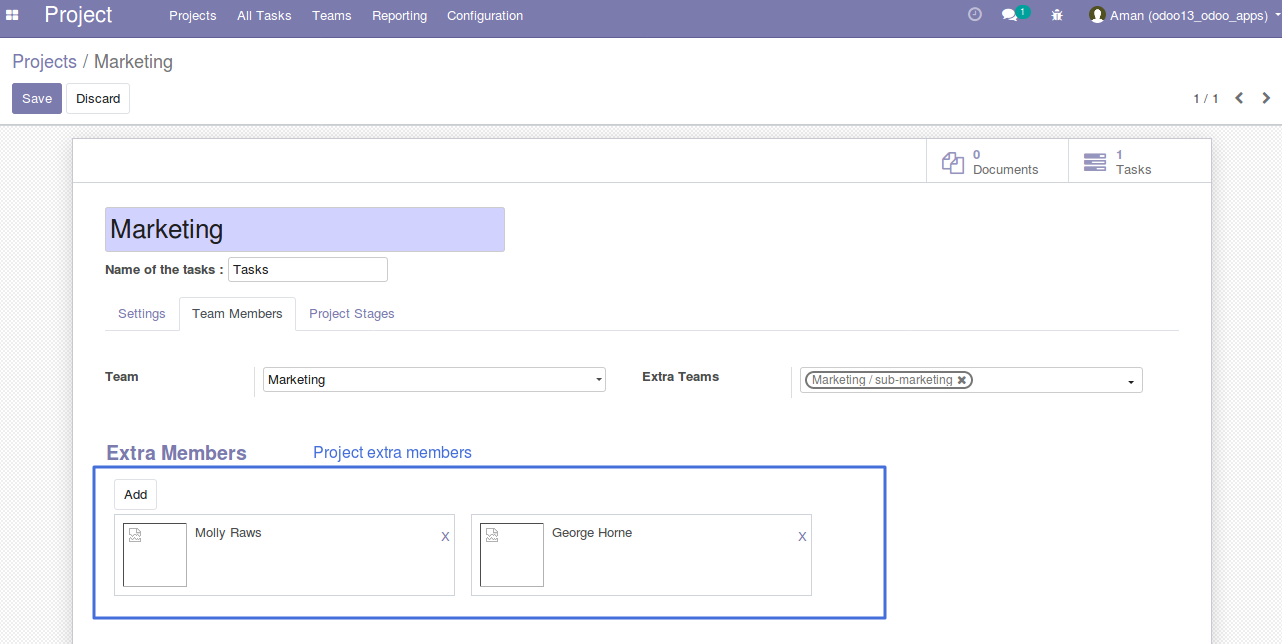 Project Projects All Tasks Teams Reporting Configuration 1 Aman (odoo13_odoo_apps)
Projects / Marketing
Save Discard 1 / 1
0 Documents
1 Tasks
Marketing
Name of the tasks : Tasks
Settings Team Members Project Stages
Team Marketing Extra Teams Marketing / sub-marketing ✖
Extra Members Project extra members
Add
Molly Raws X George Horne X